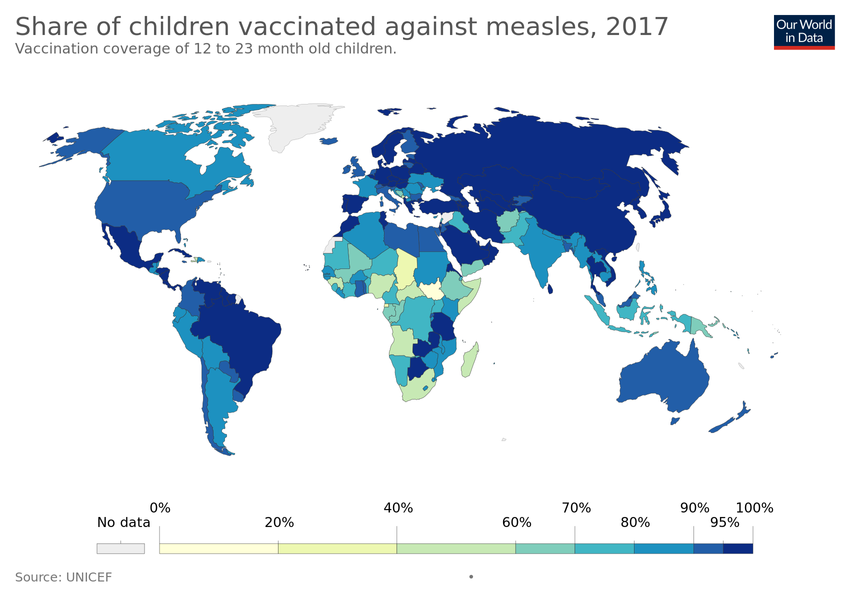 Share of children vaccinated against measles, 2017
Vaccination coverage of 12 to 23 month old children.
Our World
in Data
0% 40% 70% 90% 100%
No data 20% 60% 80% 95%
Source: UNICEF